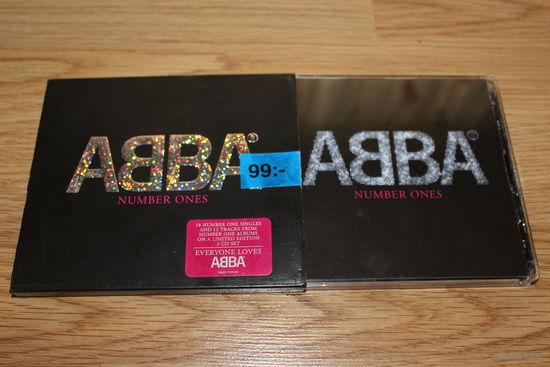 ABBA®
NUMBER ONES
99:-
18 NUMBER ONE SINGLES
AND 12 TRACKS FROM
NUMBER ONE ALBUMS
ON A LIMITED EDITION
2 CD SET
EVERYONE LOVES
ABBA
ABBA®
NUMBER ONES